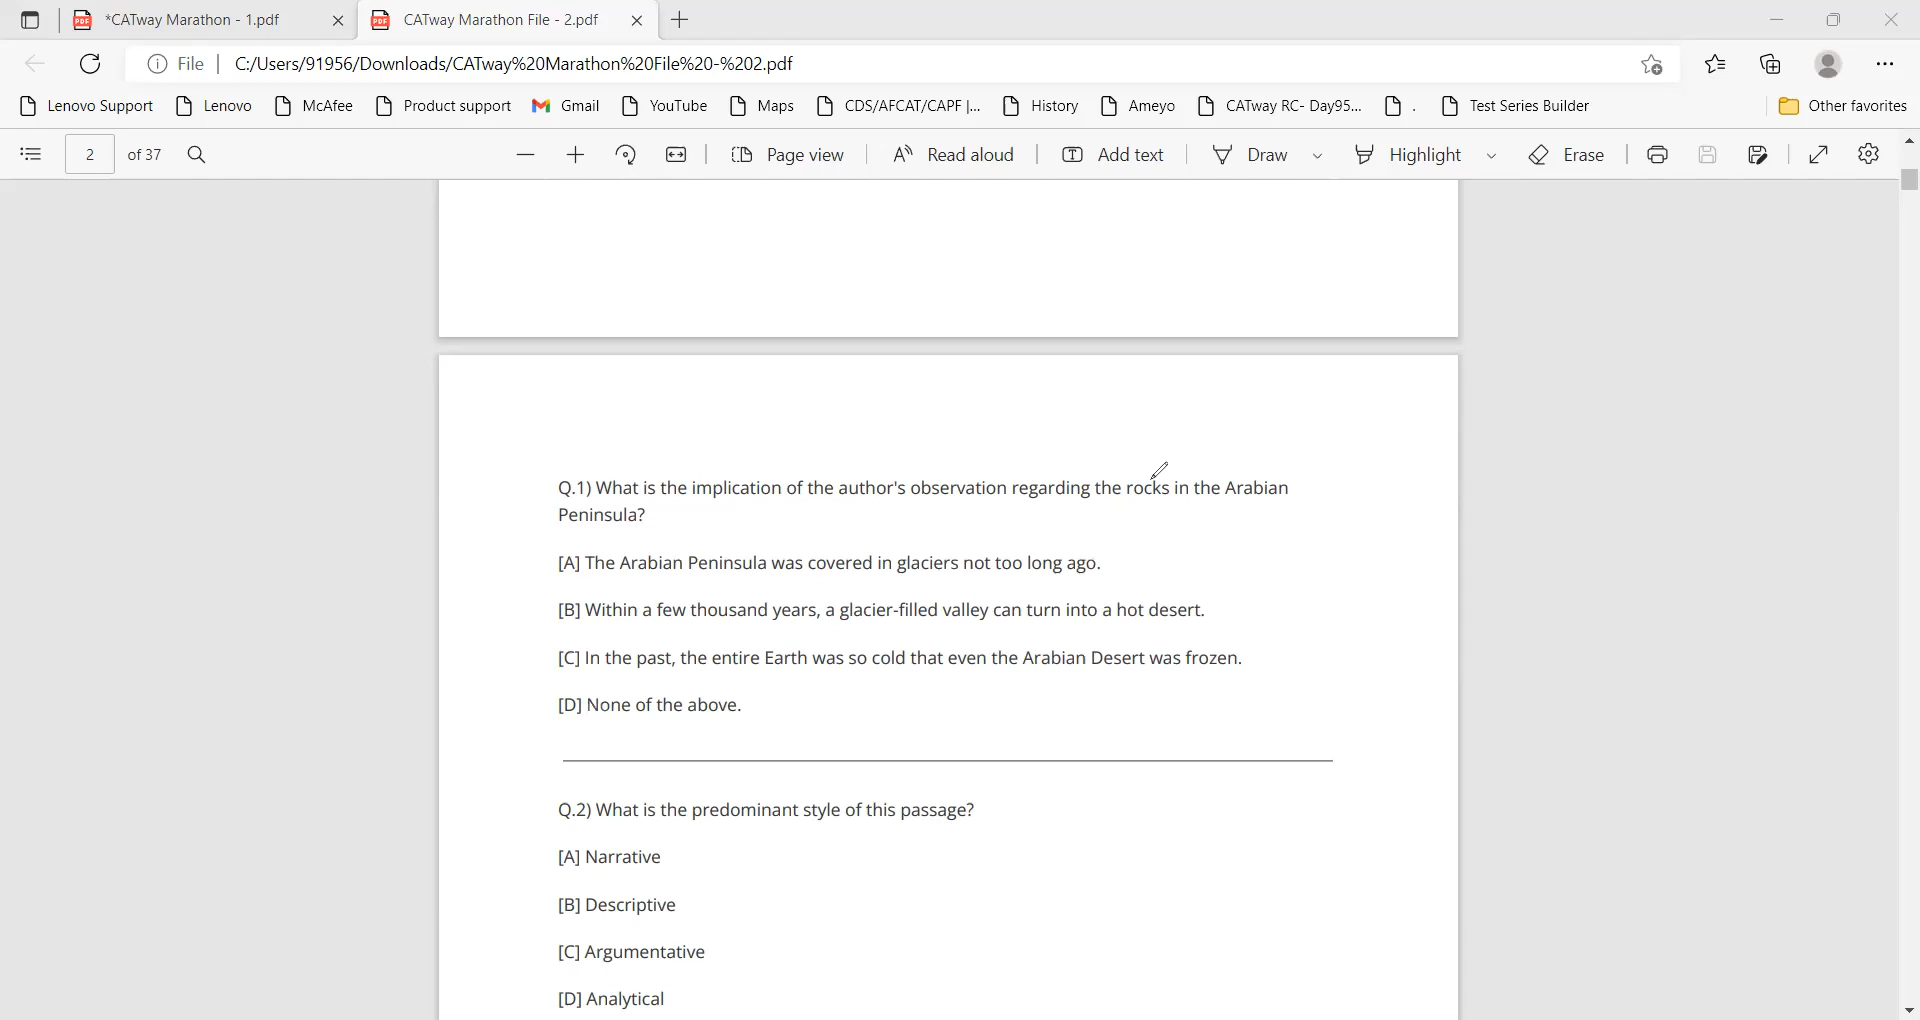 *CATway Marathon - 1.pdf
CATway Marathon File - 2.pdf
File
C:/Users/91956/Downloads/CATway%20Marathon%20File%20-%202.pdf
Lenovo Support
Lenovo
McAfee
Product support
Gmail
YouTube
Maps
CDS/AFCAT/CAPF |...
History
Ameyo
CATway RC- Day95...
.
Test Series Builder
Other favorites
2 of 37
Page view
Read aloud
Add text
Draw
Highlight
Erase
Q.1) What is the implication of the author's observation regarding the rocks in the Arabian
Peninsula?
[A] The Arabian Peninsula was covered in glaciers not too long ago.
[B] Within a few thousand years, a glacier-filled valley can turn into a hot desert.
[C] In the past, the entire Earth was so cold that even the Arabian Desert was frozen.
[D] None of the above.
Q.2) What is the predominant style of this passage?
[A] Narrative
[B] Descriptive
[C] Argumentative
[D] Analytical